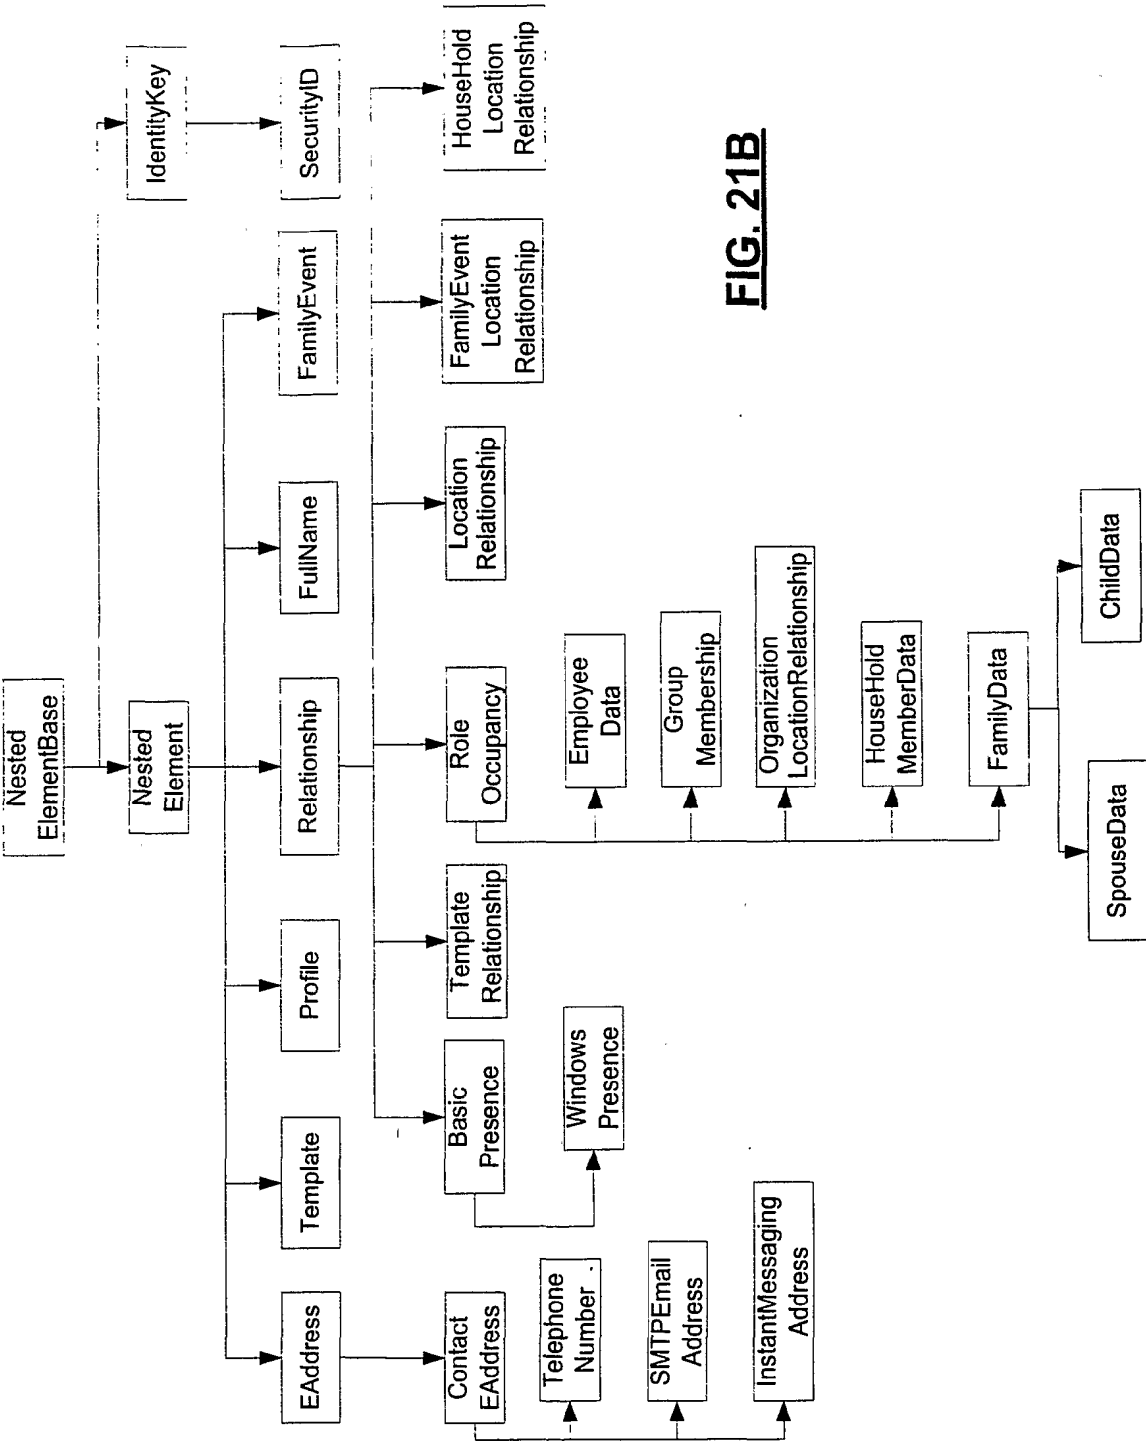 Nested
ElementBase
Nested
Element
IdentityKey
EAddress
Template
Profile
Relationship
FullName
FamilyEvent
SecurityID
Contact
EAddress
Basic
Presence
Template
Relationship
Role
Occupancy
Location
Relationship
FamilyEvent
Location
Relationship
HouseHold
Location
Relationship
Telephone
Number
SMTPEmail
Address
InstantMessaging
Address
Windows
Presence
Employee
Data
Group
Membership
Organization
LocationRelationship
HouseHold
MemberData
FamilyData
SpouseData
ChildData
FIG. 21B